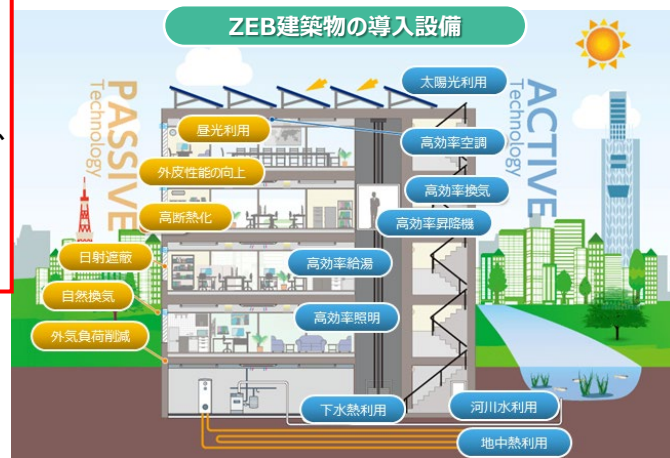 ZEB建築物の導入設備
PASSIVE
Technology
ACTIVE
Technology
太陽光利用
昼光利用
高効率空調
外皮性能の向上
高効率換気
高断熱化
高効率昇降機
日射遮蔽
高効率給湯
自然換気
高効率照明
外気負荷削減
下水熱利用
河川水利用
地中熱利用